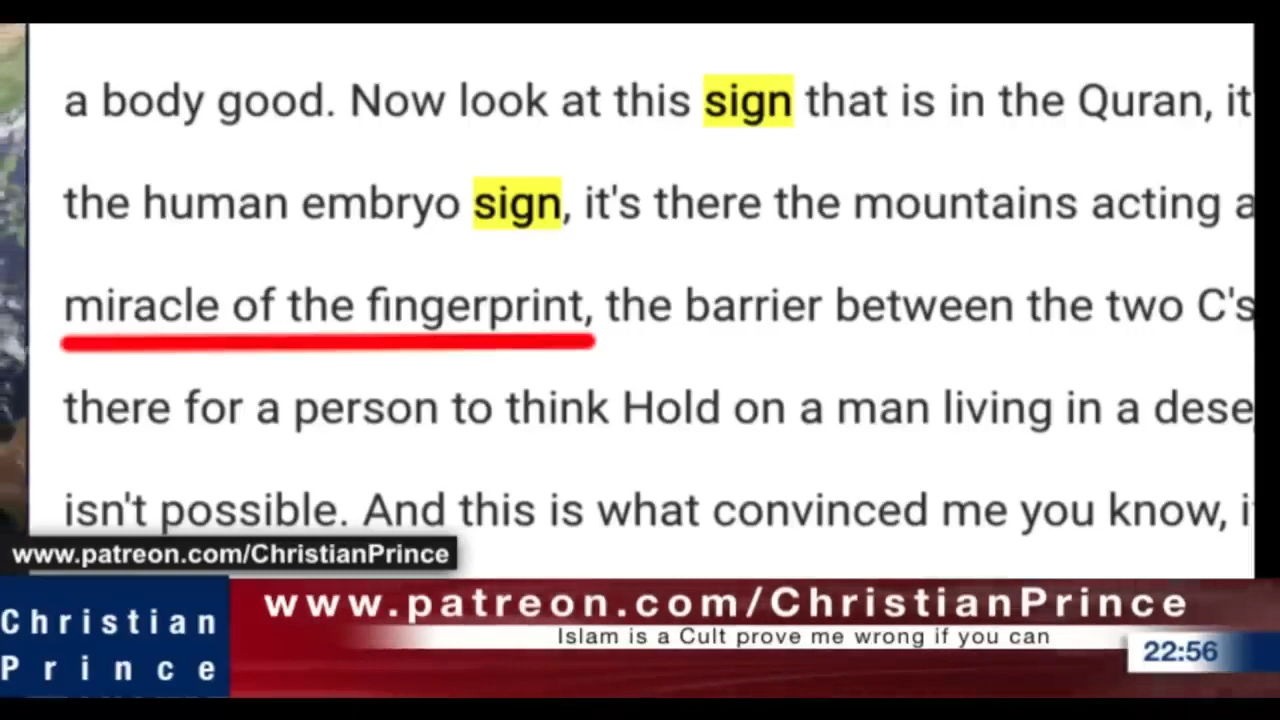 a body good. Now look at this sign that is in the Quran, it
the human embryo sign, it's there the mountains acting a
miracle of the fingerprint, the barrier between the two C's
there for a person to think Hold on a man living in a dese
isn't possible. And this is what convinced me you know, i
www.patreon.com/ChristianPrince
Christian
Prince
www.patreon.com/ChristianPrince
Islam is a Cult prove me wrong if you can
22:56